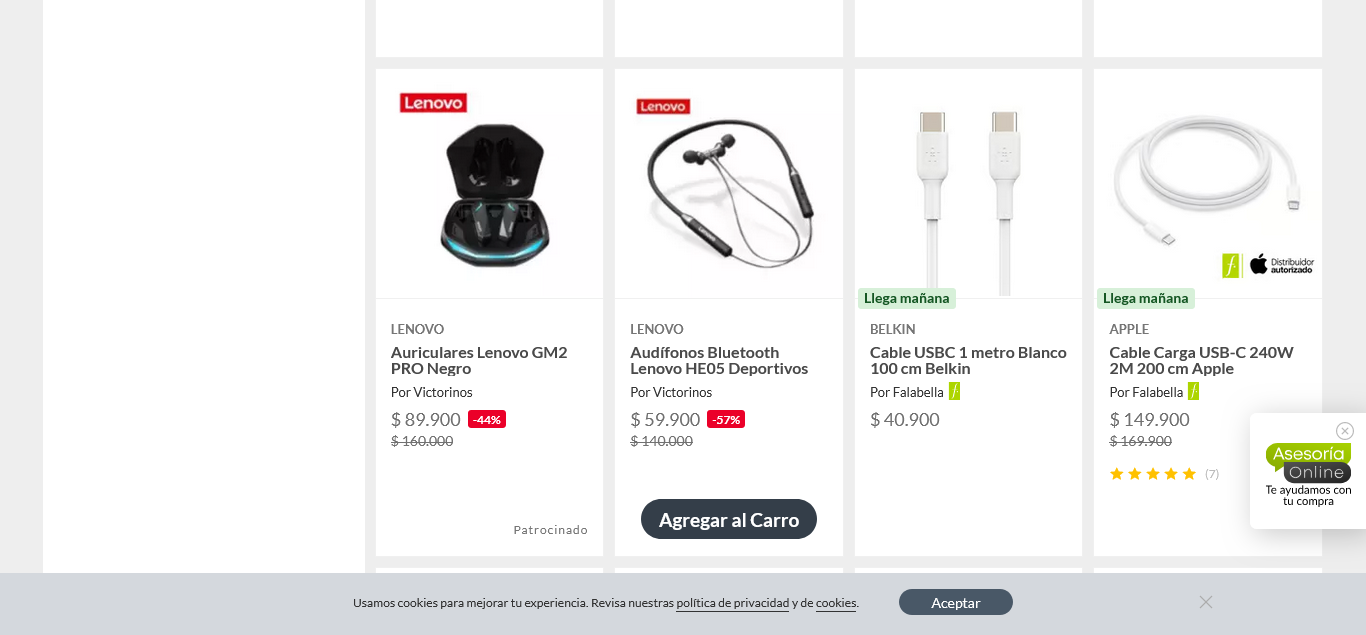 Lenovo
LENOVO
Auriculares Lenovo GM2
PRO Negro
Por Victorinos
$ 89.900 -44%
$ 160.000
Patrocinado
Lenovo
LENOVO
Audífonos Bluetooth
Lenovo HE05 Deportivos
Por Victorinos
$ 59.900 -57%
$ 140.000
Agregar al Carro
Llega mañana
BELKIN
Cable USBC 1 metro Blanco
100 cm Belkin
Por Falabella f
$ 40.900
f Distribuidor
autorizado
Llega mañana
APPLE
Cable Carga USB-C 240W
2M 200 cm Apple
Por Falabella f
$ 149.900
$ 169.900
(7)
Asesoría
Online
Te ayudamos con
tu compra
Usamos cookies para mejorar tu experiencia. Revisa nuestras política de privacidad y de cookies.
Aceptar